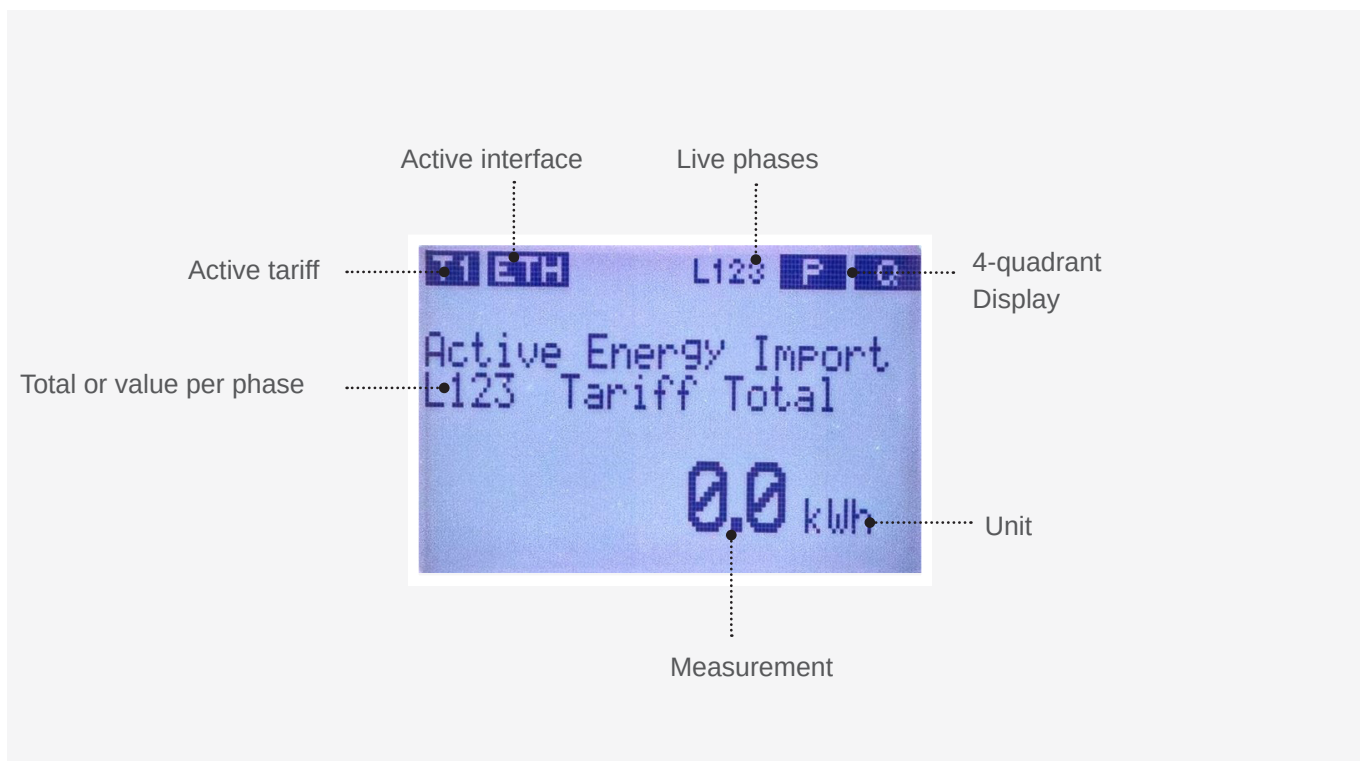 Active interface
Live phases
Active tariff
T1 ETH L123 P Q
4-quadrant
Display
Active Energy Import
Total or value per phase
L123 Tariff Total
0.0 kWh
Unit
Measurement